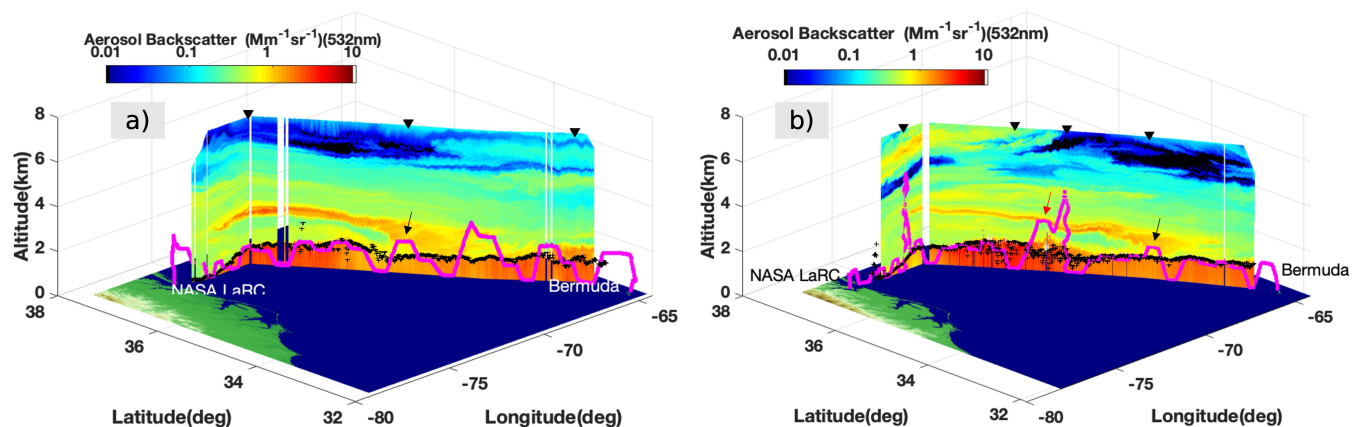 Aerosol Backscatter (Mm⁻¹sr⁻¹)(532nm)
0.01 0.1 1 10
a)
8
6
4
2
0
Altitude(km)
NASA LaRC
Bermuda
38
36
34
32
Latitude(deg)
-80
-75
-70
-65
Longitude(deg)
Aerosol Backscatter (Mm⁻¹sr⁻¹)(532nm)
0.01 0.1 1 10
b)
8
6
4
2
0
Altitude(km)
NASA LaRC
Bermuda
38
36
34
32
Latitude(deg)
-80
-75
-70
-65
Longitude(deg)